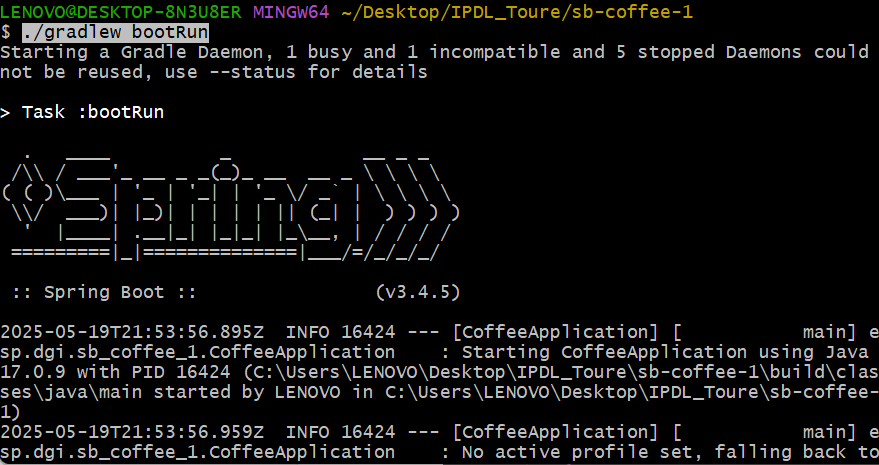 LENOVO@DESKTOP-8N3U8ER MINGW64 ~/Desktop/IPDL_Toure/sb-coffee-1
$ ./gradlew bootRun
Starting a Gradle Daemon, 1 busy and 1 incompatible and 5 stopped Daemons could
not be reused, use --status for details

> Task :bootRun

  .   ____          _            __ _ _
 /\\ / ___'_ __ _ _(_)_ __  __ _ \ \ \ \
( ( )\___ | '_ | '_| | '_ \/ _` | \ \ \ \
 \\/  ___)| |_)| | | | | || (_| |  ) ) ) )
  '  |____| .__|_| |_|_| |_\__, | / / / /
 =========|_|==============|___/=/_/_/_/

 :: Spring Boot ::                (v3.4.5)

2025-05-19T21:53:56.895Z  INFO 16424 --- [CoffeeApplication] [           main] e
sp.dgi.sb_coffee_1.CoffeeApplication     : Starting CoffeeApplication using Java
17.0.9 with PID 16424 (C:\Users\LENOVO\Desktop\IPDL_Toure\sb-coffee-1\build\clas
ses\java\main started by LENOVO in C:\Users\LENOVO\Desktop\IPDL_Toure\sb-coffee-
1)
2025-05-19T21:53:56.959Z  INFO 16424 --- [CoffeeApplication] [           main] e
sp.dgi.sb_coffee_1.CoffeeApplication     : No active profile set, falling back to